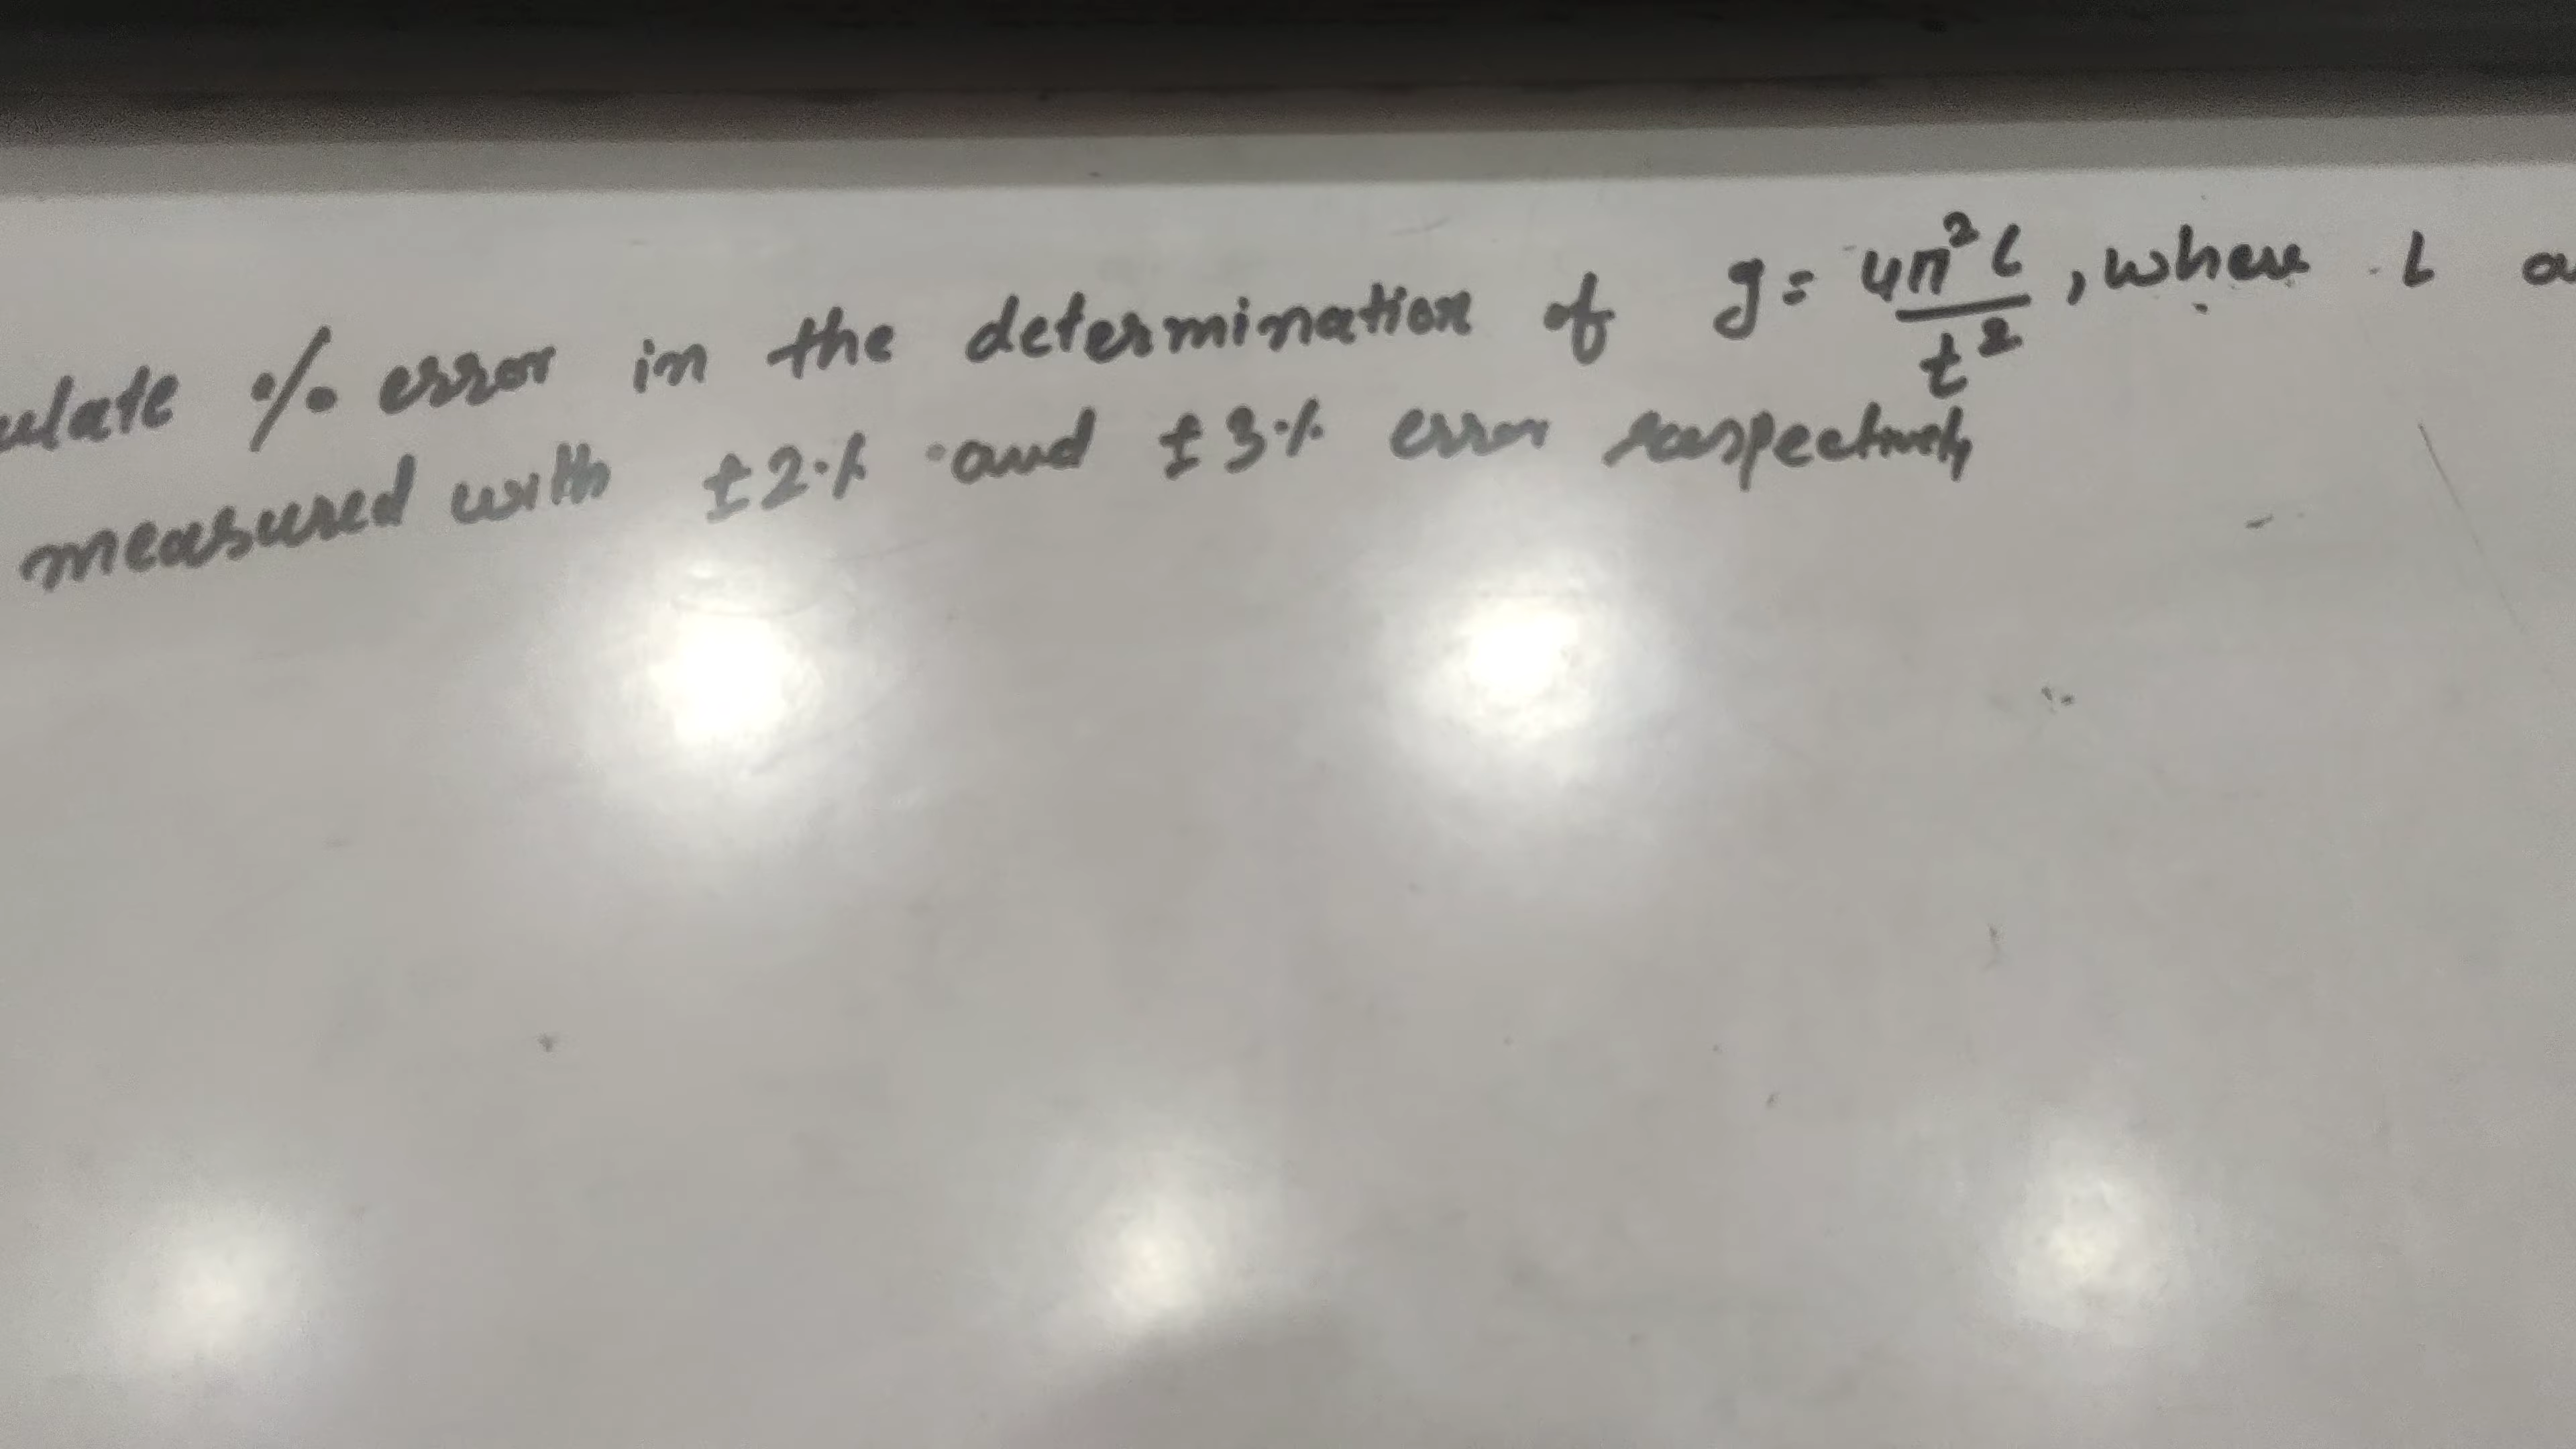 ulate % error in the determination of g = 4π²l/t², where l a
measured with ±2% and ±3% error respectively